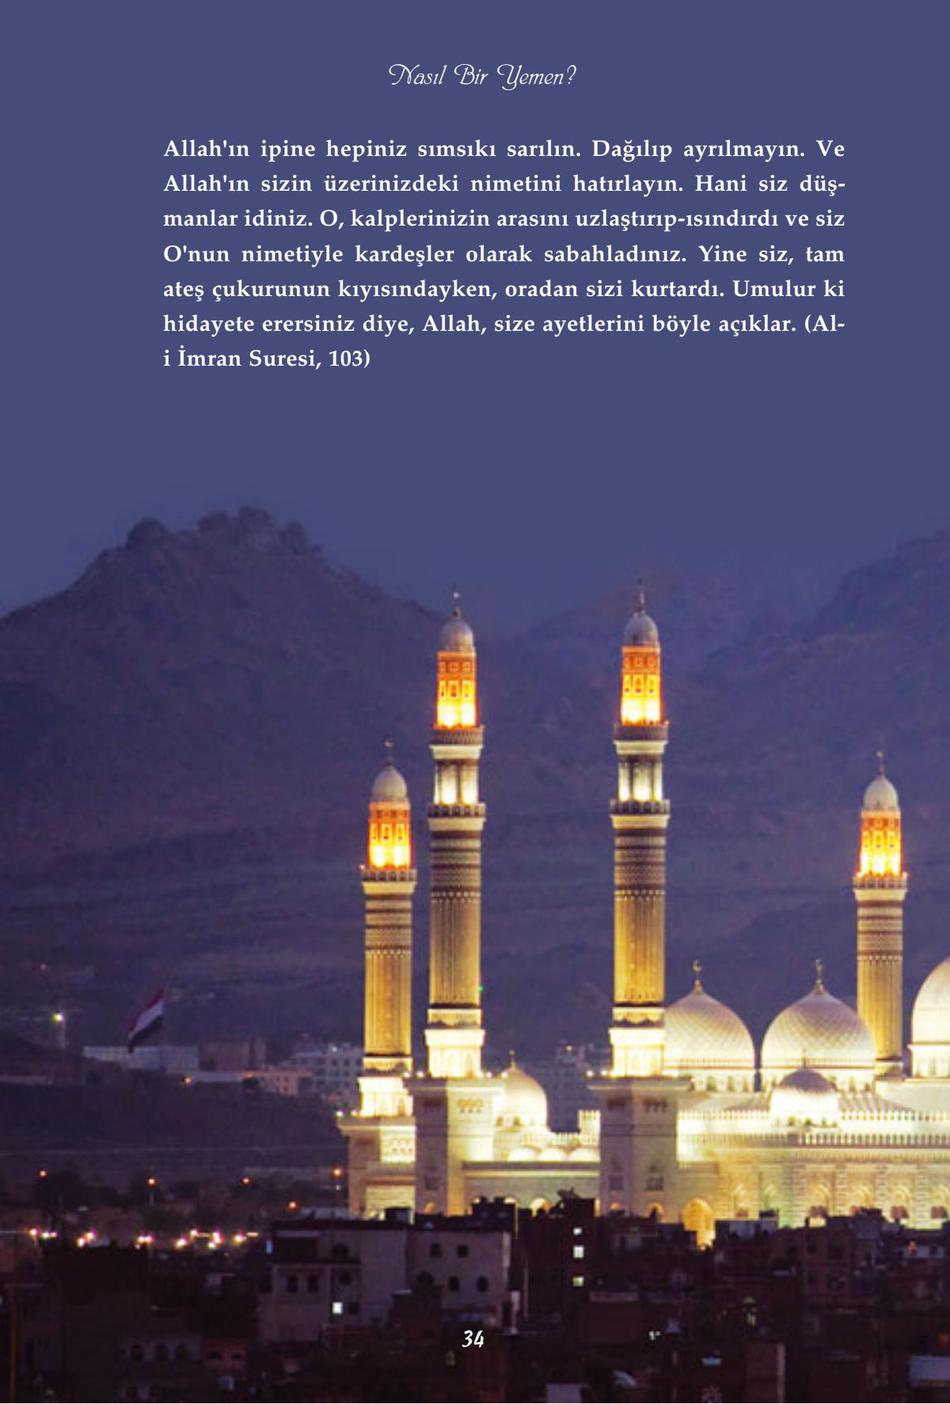 Nasıl Bir Yemen?
Allah'ın ipine hepiniz sımsıkı sarılın. Dağılıp ayrılmayın. Ve
Allah'ın sizin üzerinizdeki nimetini hatırlayın. Hani siz düş-
manlar idiniz. O, kalplerinizin arasını uzlaştırıp-ısındırdı ve siz
O'nun nimetiyle kardeşler olarak sabahladınız. Yine siz, tam
ateş çukurunun kıyısındayken, oradan sizi kurtardı. Umulur ki
hidayete erersiniz diye, Allah, size ayetlerini böyle açıklar. (Al-
i İmran Suresi, 103)
34